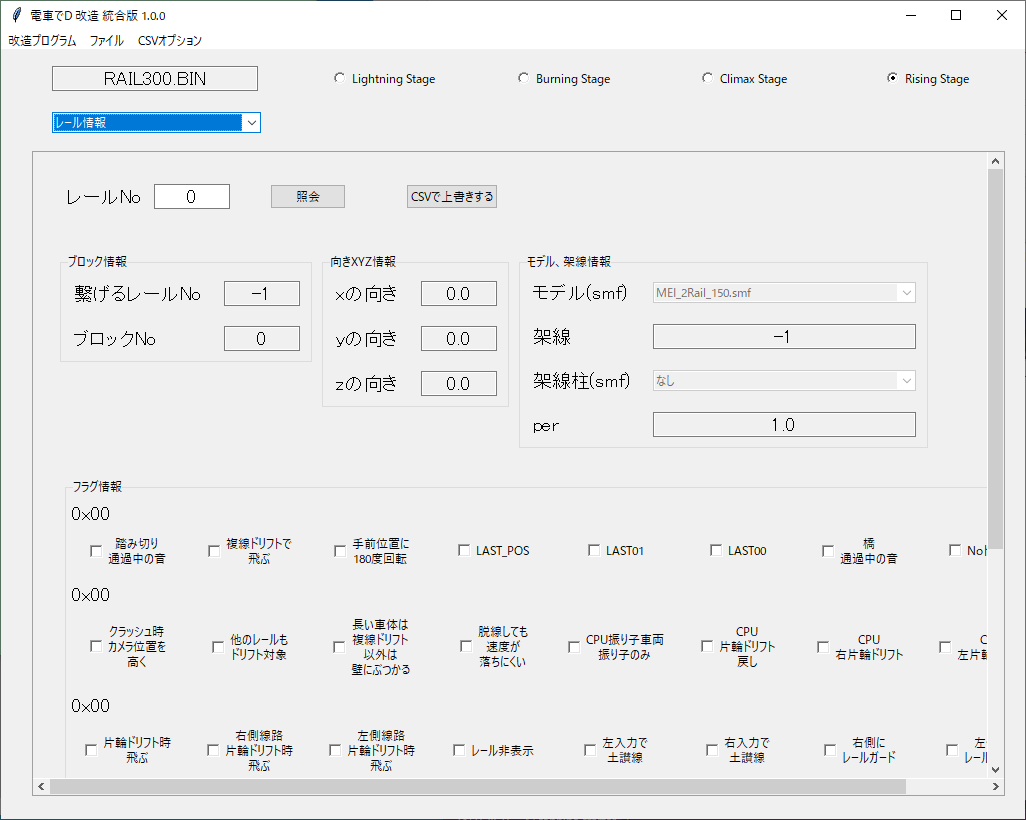 電車でD 改造 統合版 1.0.0
改造プログラム ファイル CSVオプション
RAIL300.BIN Lightning Stage Burning Stage Climax Stage Rising Stage
レール情報
レールNo 0 照会 CSVで上書きする
ブロック情報
繋げるレールNo -1
ブロックNo 0
向きXYZ情報
xの向き 0.0
yの向き 0.0
zの向き 0.0
モデル、架線情報
モデル(smf) MEI_2Rail_150.smf
架線 -1
架線柱(smf) なし
per 1.0
フラグ情報
0x00
踏み切り
通過中の音
複線ドリフトで
飛ぶ
手前位置に
180度回転
LAST_POS
LAST01
LAST00
橋
通過中の音
No
0x00
クラッシュ時
カメラ位置を
高く
他のレールも
ドリフト対象
長い車体は
複線ドリフト
以外は
壁にぶつかる
脱線しても
速度が
落ちにくい
CPU振り子車両
振り子のみ
CPU
片輪ドリフト
戻し
CPU
右片輪ドリフト
C
左片輪
0x00
片輪ドリフト時
飛ぶ
右側線路
片輪ドリフト時
飛ぶ
左側線路
片輪ドリフト時
飛ぶ
レール非表示
左入力で
土讃線
右入力で
土讃線
右側に
レールガード
左
レール